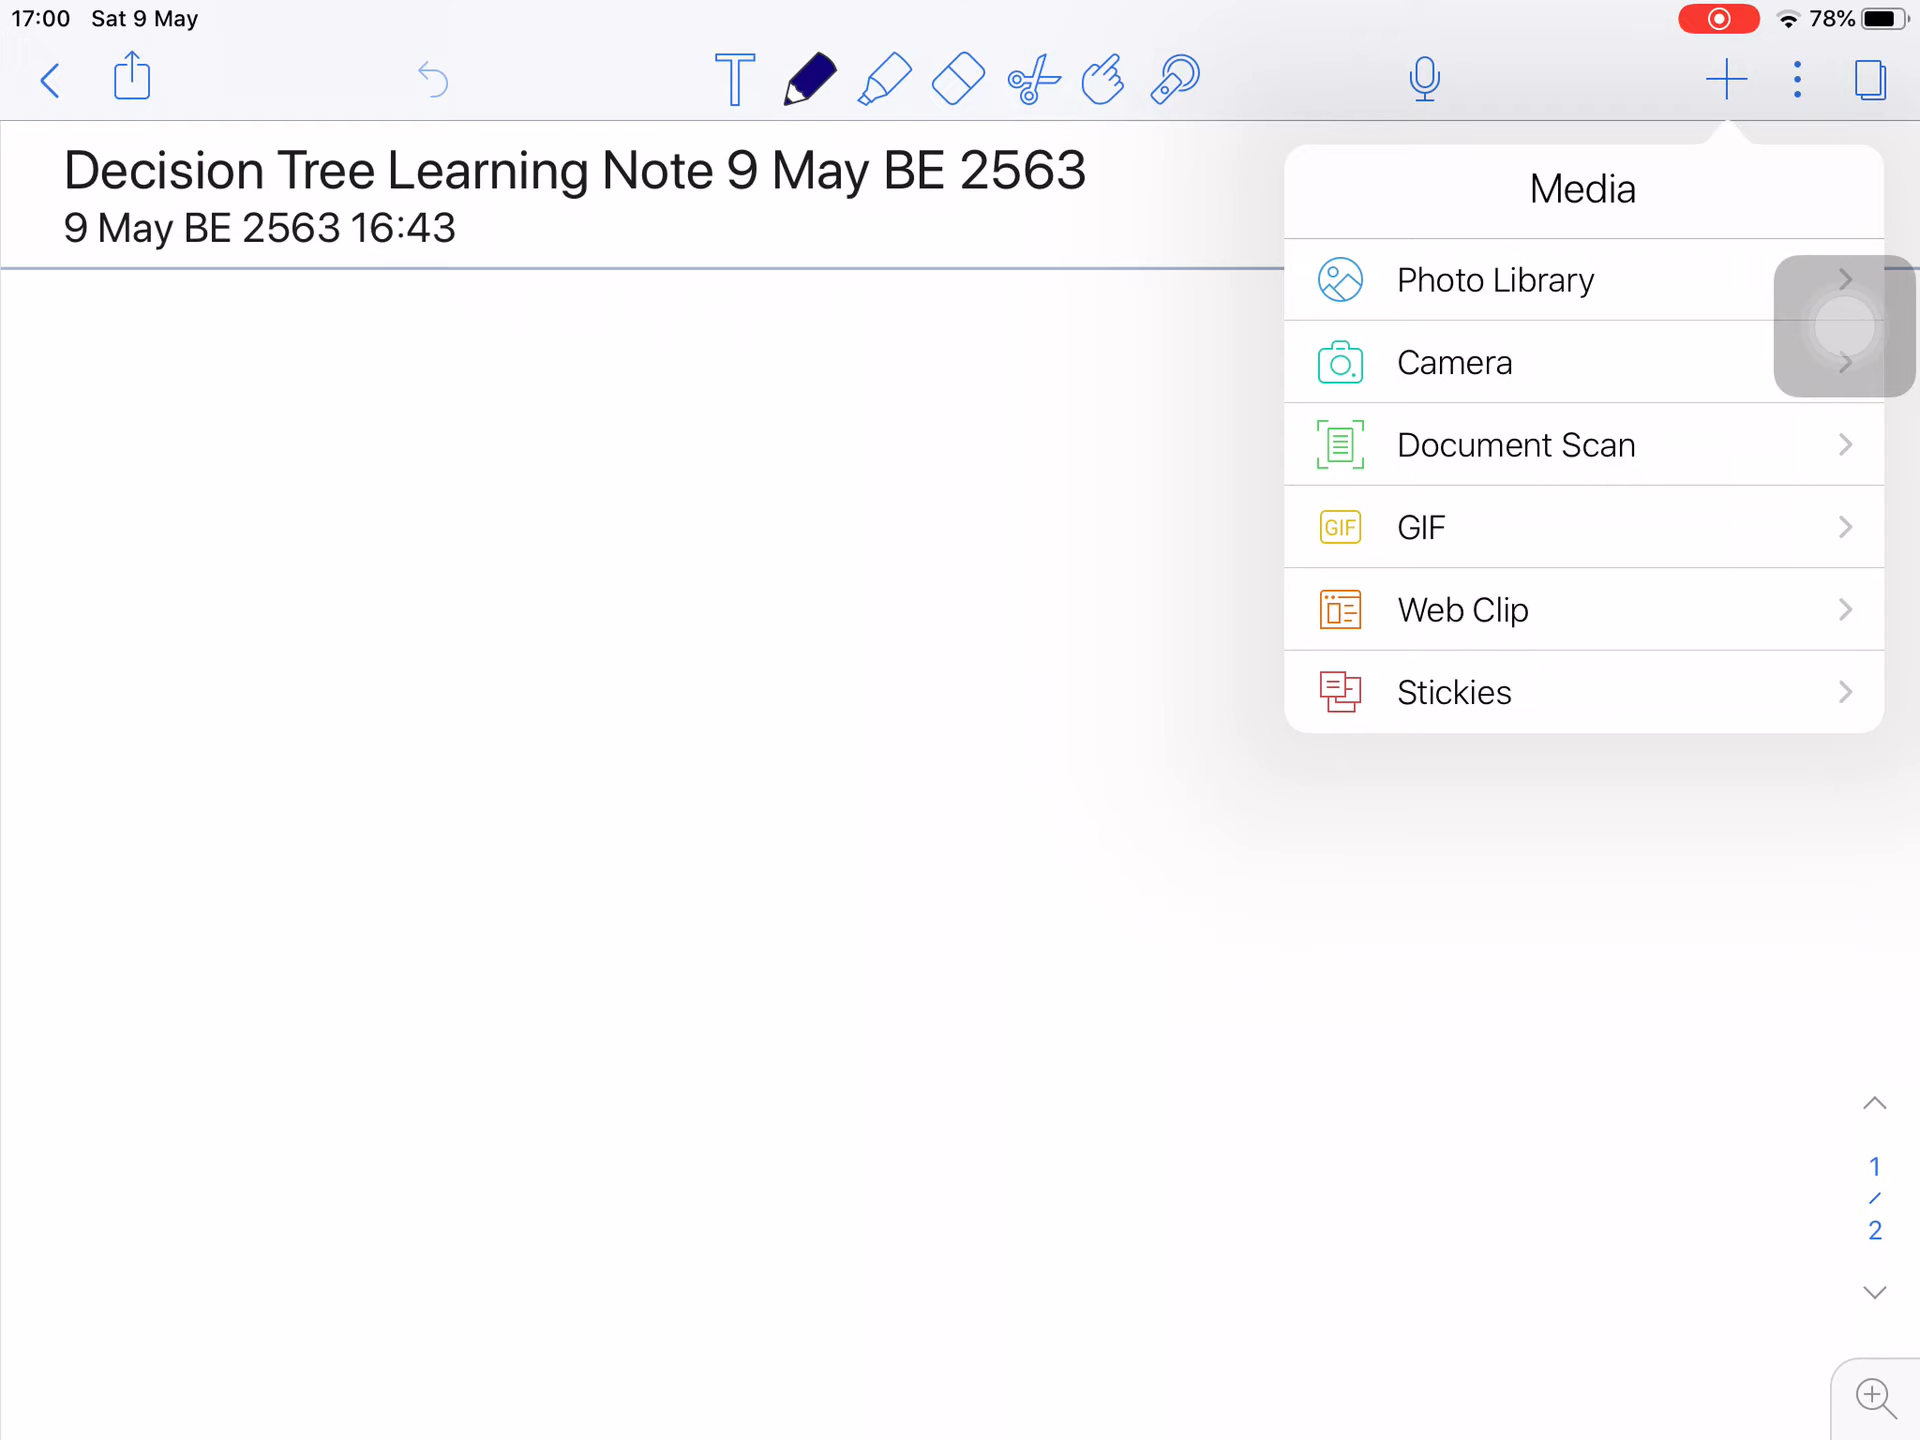 17:00 Sat 9 May
78%
Decision Tree Learning Note 9 May BE 2563
9 May BE 2563 16:43
Media
Photo Library
Camera
Document Scan
GIF GIF
Web Clip
Stickies
1
/
2